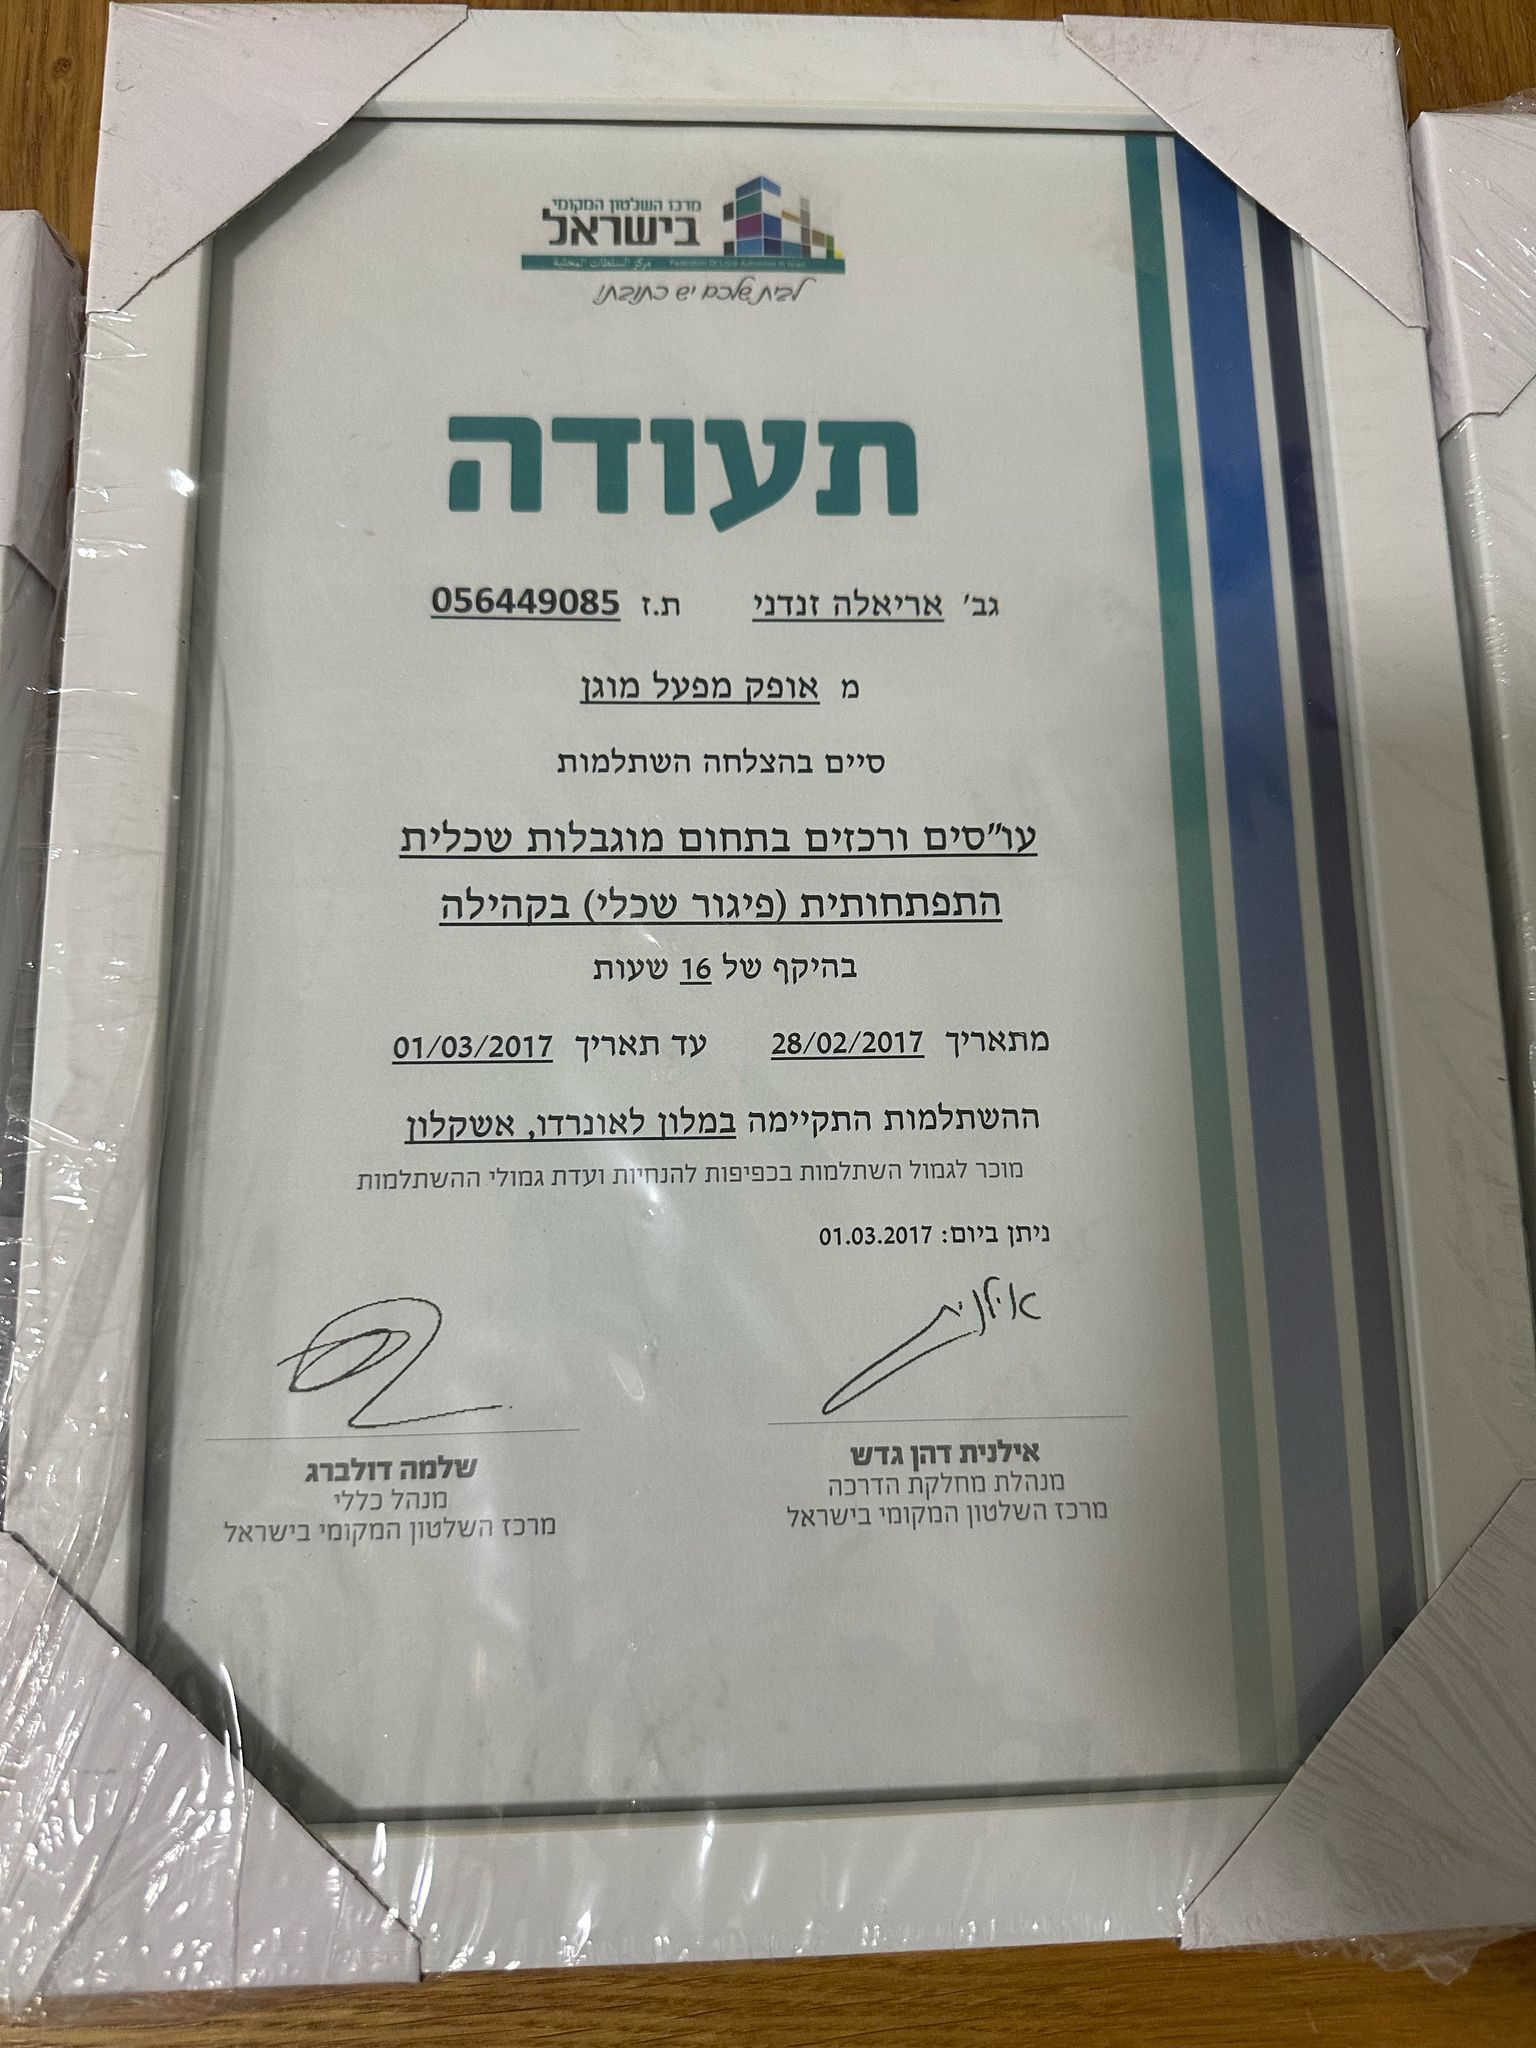 מרכז השלטון המקומי
בישראל
مركز السلطات المحلية Federation Of Local Authorities In Israel
לבית שלכם יש כתובת!
תעודה
גב' אריאלה זנדני ת.ז 056449085
מ אופק מפעל מוגן
סיים בהצלחה השתלמות
עו"סים ורכזים בתחום מוגבלות שכלית
התפתחותית (פיגור שכלי) בקהילה
בהיקף של 16 שעות
מתאריך 28/02/2017 עד תאריך 01/03/2017
ההשתלמות התקיימה במלון לאונרדו, אשקלון
מוכר לגמול השתלמות בכפיפות להנחיות ועדת גמולי ההשתלמות
ניתן ביום: 01.03.2017
אילנית
אילנית דהן גדש
מנהלת מחלקת הדרכה
מרכז השלטון המקומי בישראל
שלמה דולברג
מנהל כללי
מרכז השלטון המקומי בישראל